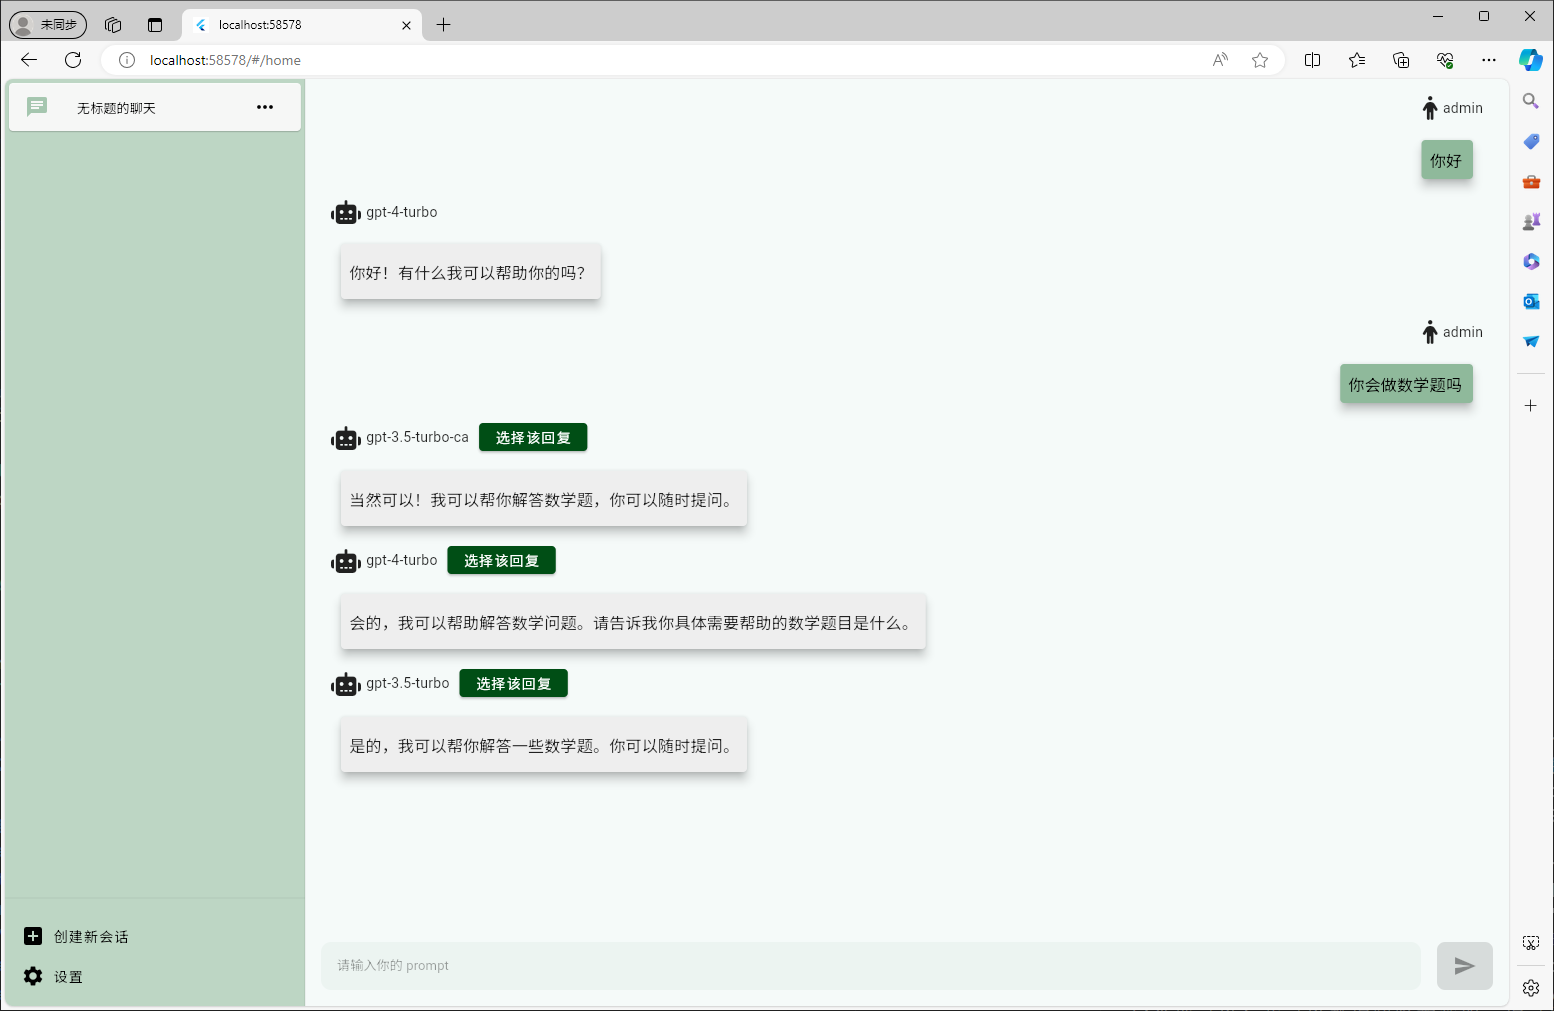 未同步
localhost:58578
localhost:58578/#/home
无标题的聊天
admin
你好
gpt-4-turbo
你好！有什么我可以帮助你的吗？
admin
你会做数学题吗
gpt-3.5-turbo-ca 选择该回复
当然可以！我可以帮你解答数学题，你可以随时提问。
gpt-4-turbo 选择该回复
会的，我可以帮助解答数学问题。请告诉我你具体需要帮助的数学题目是什么。
gpt-3.5-turbo 选择该回复
是的，我可以帮你解答一些数学题。你可以随时提问。
创建新会话
设置
请输入你的 prompt